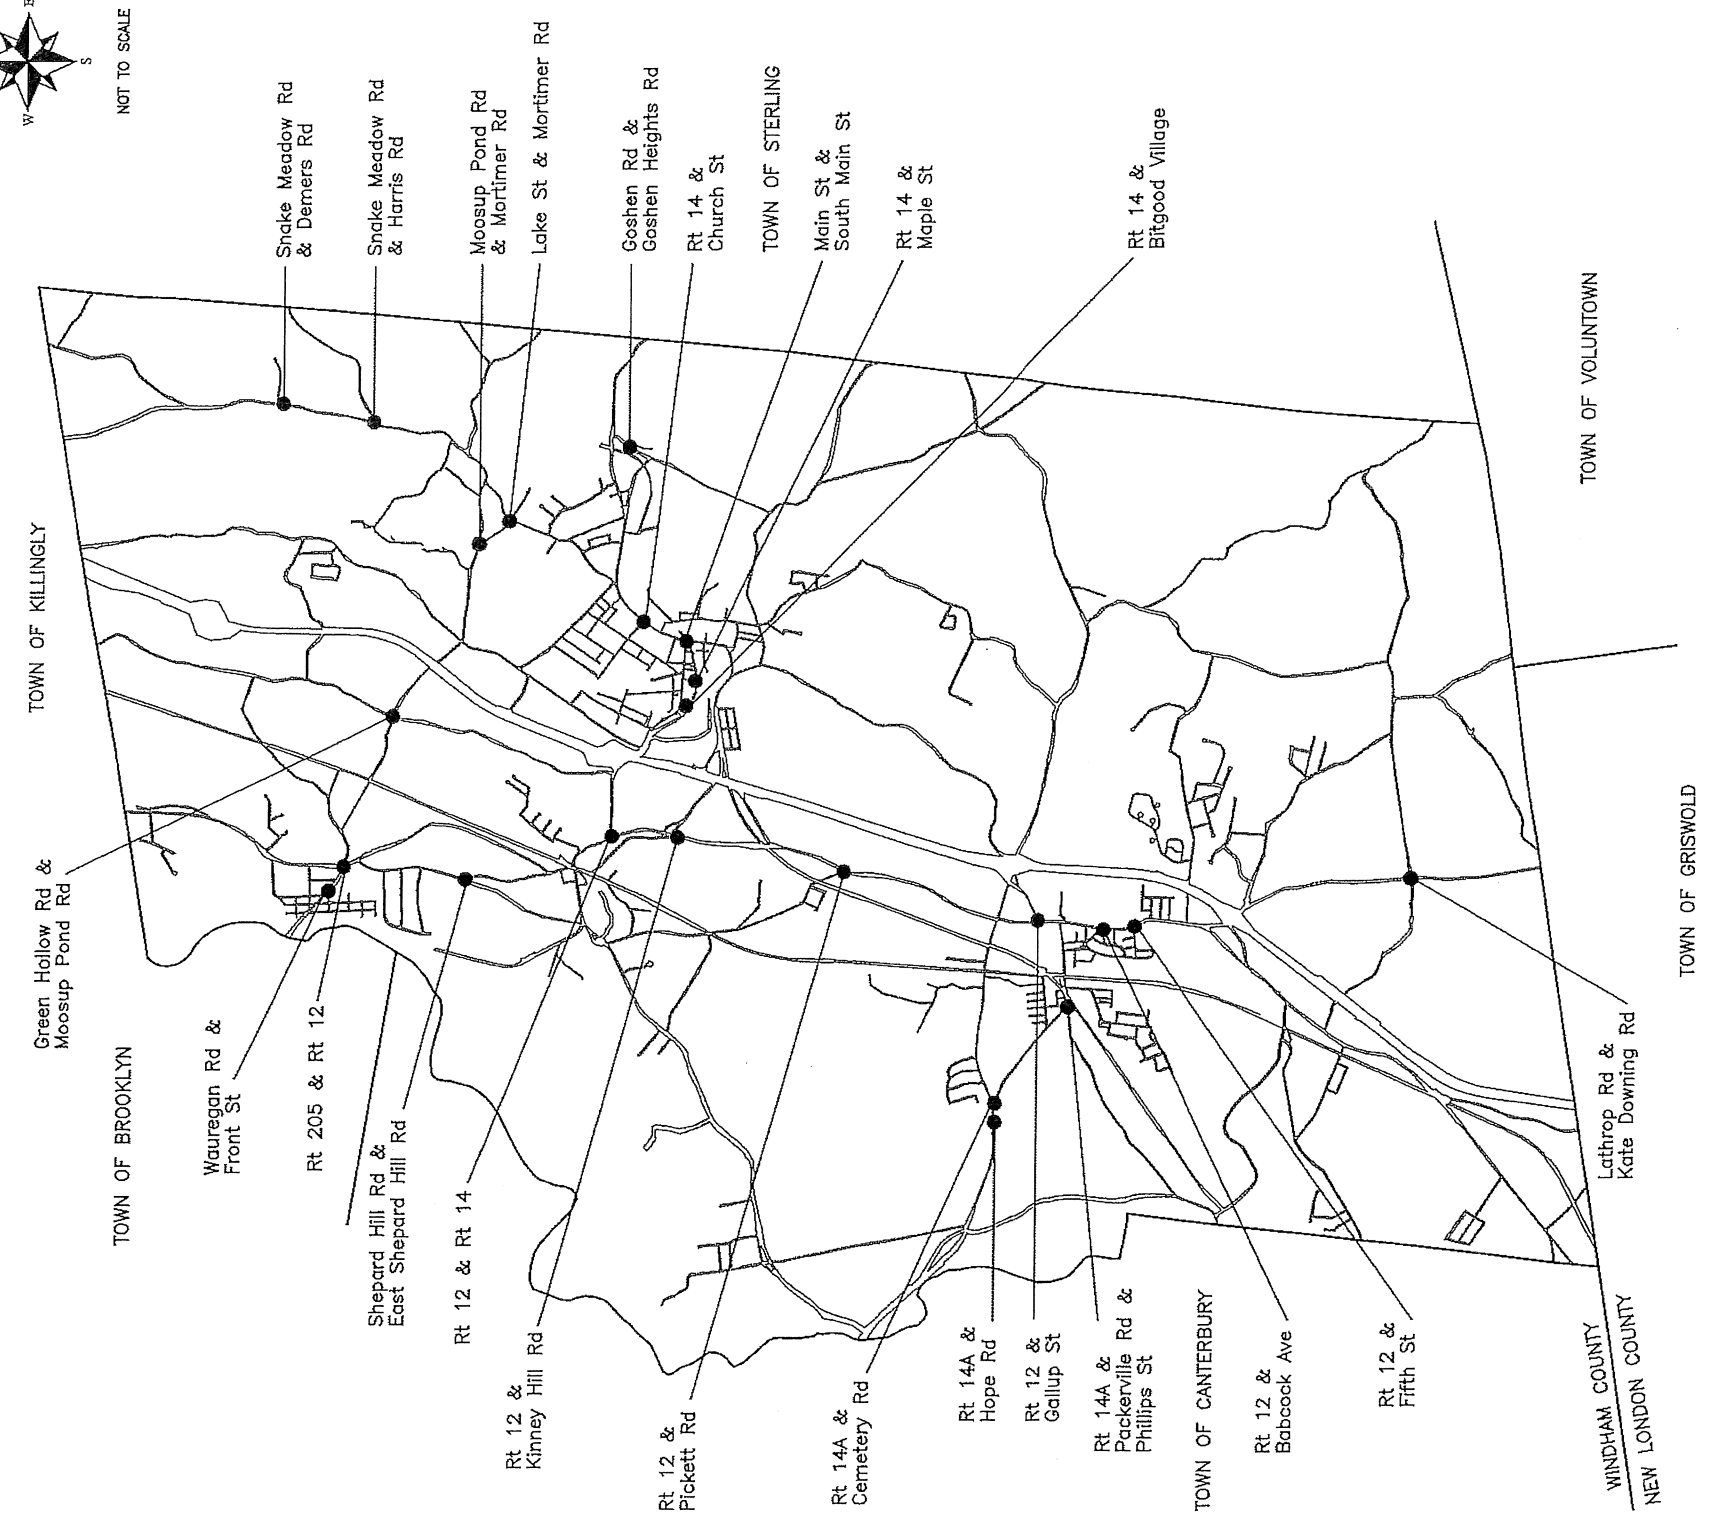 E
S
W
NOT TO SCALE
Snake Meadow Rd
& Demers Rd
Snake Meadow Rd
& Harris Rd
Moosup Pond Rd
& Mortimer Rd
Lake St & Mortimer Rd
Goshen Rd &
Goshen Heights Rd
Rt 14 &
Church St
TOWN OF STERLING
Main St &
South Main St
Rt 14 &
Maple St
Rt 14 &
Bitgood Village
TOWN OF VOLUNTOWN
TOWN OF KILLINGLY
TOWN OF GRISWOLD
Green Hollow Rd &
Moosup Pond Rd
TOWN OF BROOKLYN
Wauregan Rd &
Front St
Rt 205 & Rt 12
Shepard Hill Rd &
East Shepard Hill Rd
Rt 12 & Rt 14
Rt 12 &
Kinney Hill Rd
Rt 12 &
Pickett Rd
Rt 14A &
Cemetery Rd
Rt 14A &
Hope Rd
Rt 12 &
Gallup St
Rt 14A &
Packerville Rd &
Phillips St
TOWN OF CANTERBURY
Rt 12 &
Babcock Ave
Rt 12 &
Fifth St
Lathrop Rd &
Kate Downing Rd
WINDHAM COUNTY
NEW LONDON COUNTY